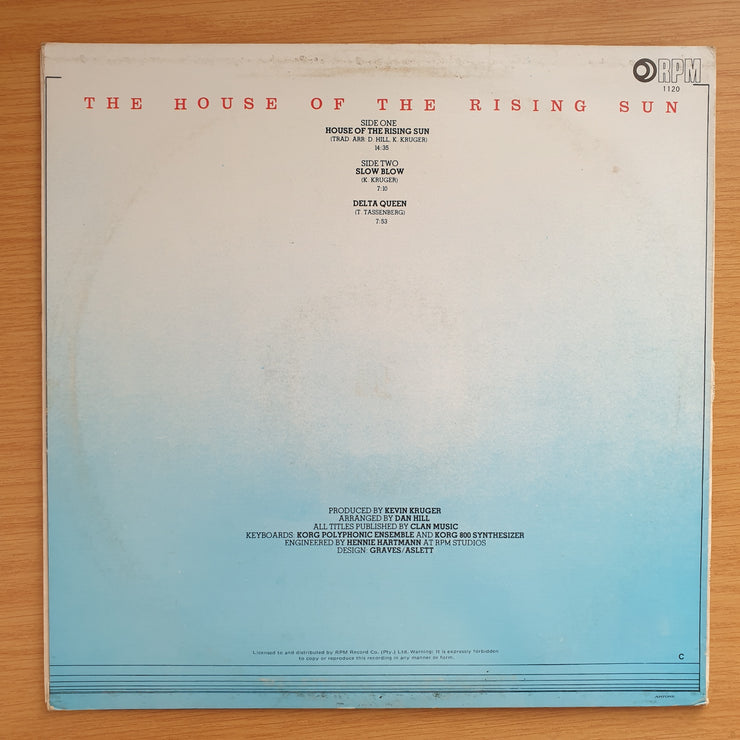 RPM
1120
THE HOUSE OF THE RISING SUN
SIDE ONE
HOUSE OF THE RISING SUN
(TRAD. ARR: D. HILL, K. KRUGER)
14:35
SIDE TWO
SLOW BLOW
(K. KRUGER)
7:10
DELTA QUEEN
(T. TASSENBERG)
7:53
PRODUCED BY KEVIN KRUGER
ARRANGED BY DAN HILL
ALL TITLES PUBLISHED BY CLAN MUSIC
KEYBOARDS: KORG POLYPHONIC ENSEMBLE AND KORG 800 SYNTHESIZER
ENGINEERED BY HENNIE HARTMANN AT RPM STUDIOS
DESIGN: GRAVES/ASLETT
Licensed to and distributed by RPM Record Co. (Pty.) Ltd. Warning: It is expressly forbidden
to copy or reproduce this recording in any manner or form.
C